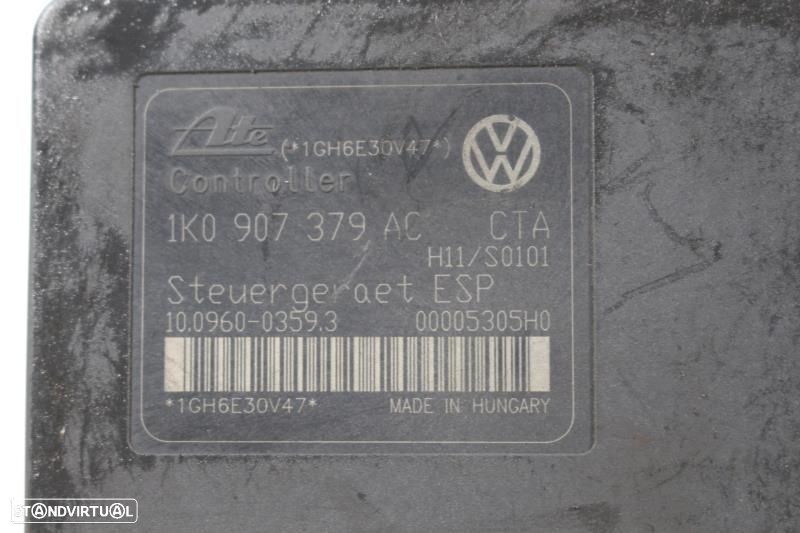 Ate (*1GH6E30V47*)
Controller
1K0 907 379 AC CTA
H11/S0101
Steuergeraet ESP
10.0960-0359.3 00005305H0
*1GH6E30V47* MADE IN HUNGARY
STANDVIRTUAL